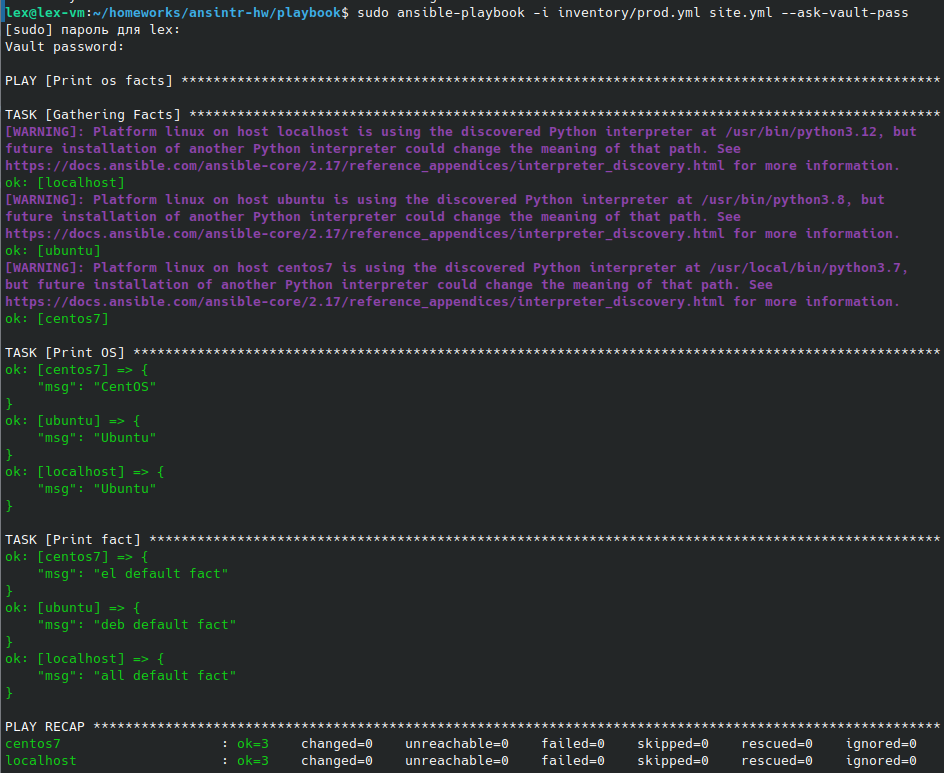 lex@lex-vm:~/homeworks/ansintr-hw/playbook$ sudo ansible-playbook -i inventory/prod.yml site.yml --ask-vault-pass
[sudo] пароль для lex:
Vault password:
PLAY [Print os facts] ***********************************************************************************************
TASK [Gathering Facts] **********************************************************************************************
[WARNING]: Platform linux on host localhost is using the discovered Python interpreter at /usr/bin/python3.12, but
future installation of another Python interpreter could change the meaning of that path. See
https://docs.ansible.com/ansible-core/2.17/reference_appendices/interpreter_discovery.html for more information.
ok: [localhost]
[WARNING]: Platform linux on host ubuntu is using the discovered Python interpreter at /usr/bin/python3.8, but
future installation of another Python interpreter could change the meaning of that path. See
https://docs.ansible.com/ansible-core/2.17/reference_appendices/interpreter_discovery.html for more information.
ok: [ubuntu]
[WARNING]: Platform linux on host centos7 is using the discovered Python interpreter at /usr/local/bin/python3.7,
but future installation of another Python interpreter could change the meaning of that path. See
https://docs.ansible.com/ansible-core/2.17/reference_appendices/interpreter_discovery.html for more information.
ok: [centos7]
TASK [Print OS] *****************************************************************************************************
ok: [centos7] => {
    "msg": "CentOS"
}
ok: [ubuntu] => {
    "msg": "Ubuntu"
}
ok: [localhost] => {
    "msg": "Ubuntu"
}
TASK [Print fact] ***************************************************************************************************
ok: [centos7] => {
    "msg": "el default fact"
}
ok: [ubuntu] => {
    "msg": "deb default fact"
}
ok: [localhost] => {
    "msg": "all default fact"
}
PLAY RECAP **********************************************************************************************************
centos7                    : ok=3    changed=0    unreachable=0    failed=0    skipped=0    rescued=0    ignored=0
localhost                  : ok=3    changed=0    unreachable=0    failed=0    skipped=0    rescued=0    ignored=0